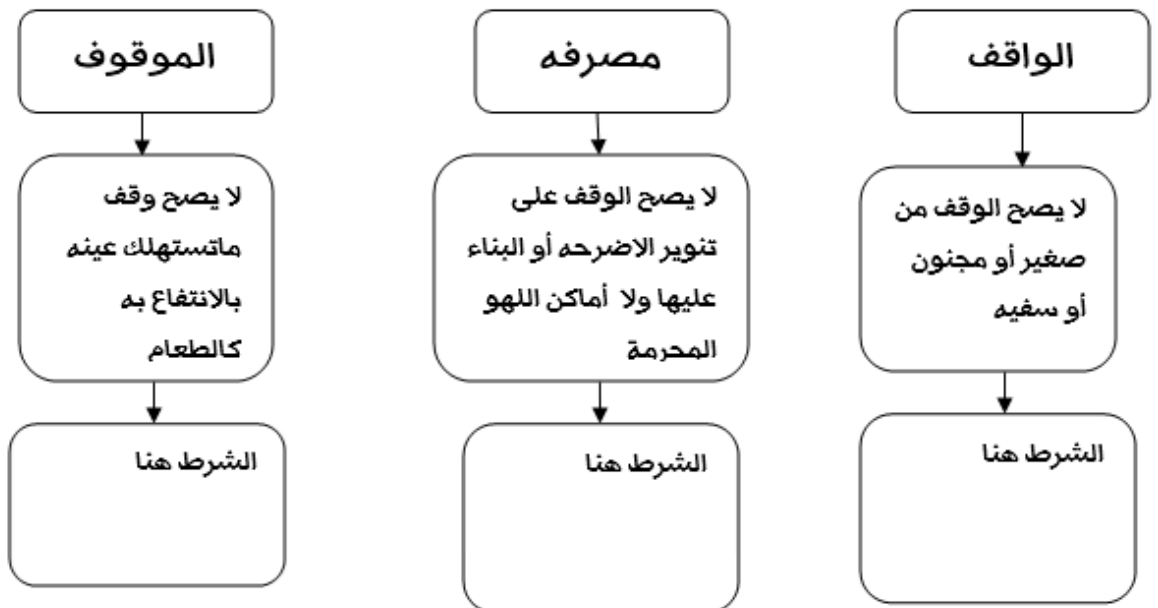 الواقف
لا يصح الوقف من
صغير أو مجنون
أو سفيه
الشرط هنا
مصرفه
لا يصح الوقف على
تنوير الاضرحه أو البناء
عليها ولا أماكن اللهو
المحرمة
الشرط هنا
الموقوف
لا يصح وقف
ماتستهلك عينه
بالانتفاع به
كالطعام
الشرط هنا